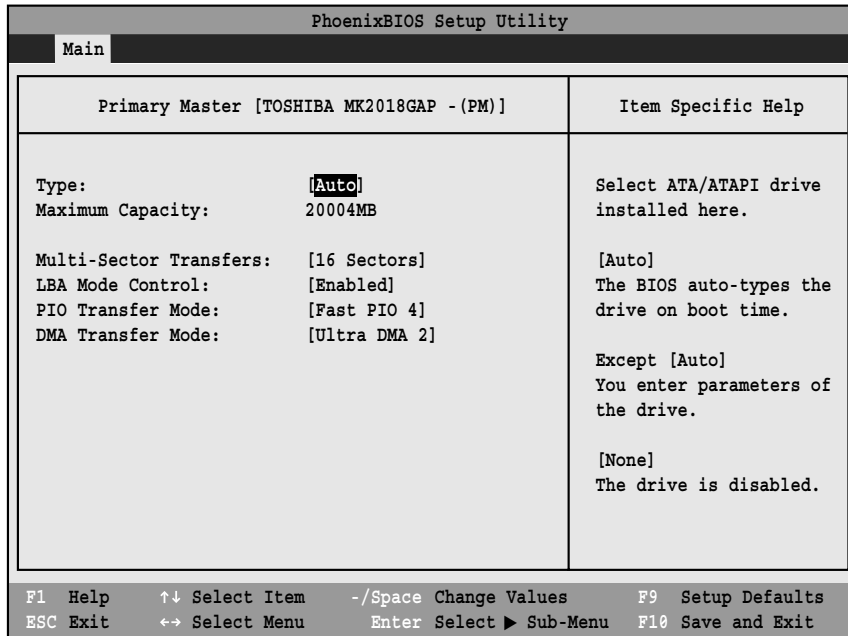 PhoenixBIOS Setup Utility
Main
Primary Master [TOSHIBA MK2018GAP -(PM)]
Item Specific Help
Type: [Auto]
Maximum Capacity: 20004MB
Multi-Sector Transfers: [16 Sectors]
LBA Mode Control: [Enabled]
PIO Transfer Mode: [Fast PIO 4]
DMA Transfer Mode: [Ultra DMA 2]
Select ATA/ATAPI drive
installed here.
[Auto]
The BIOS auto-types the
drive on boot time.
Except [Auto]
You enter parameters of
the drive.
[None]
The drive is disabled.
F1 Help ↑↓ Select Item -/Space Change Values F9 Setup Defaults
ESC Exit ←→ Select Menu Enter Select ▶ Sub-Menu F10 Save and Exit